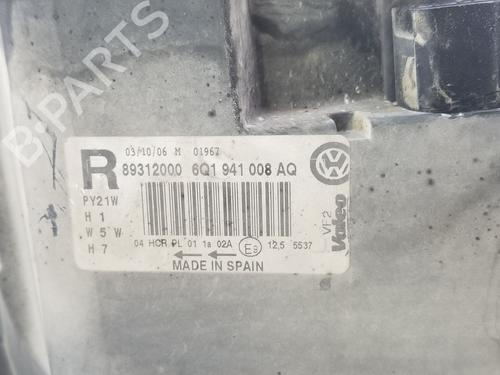 B-PARTS
03/10/06 M 01967
R 89312000 6Q1 941 008 AQ
PY21W
H 1
W 5 W
H 7
04 HCR PL 01 1a 02A E9 12,5 5537
MADE IN SPAIN
VF2
Valeo